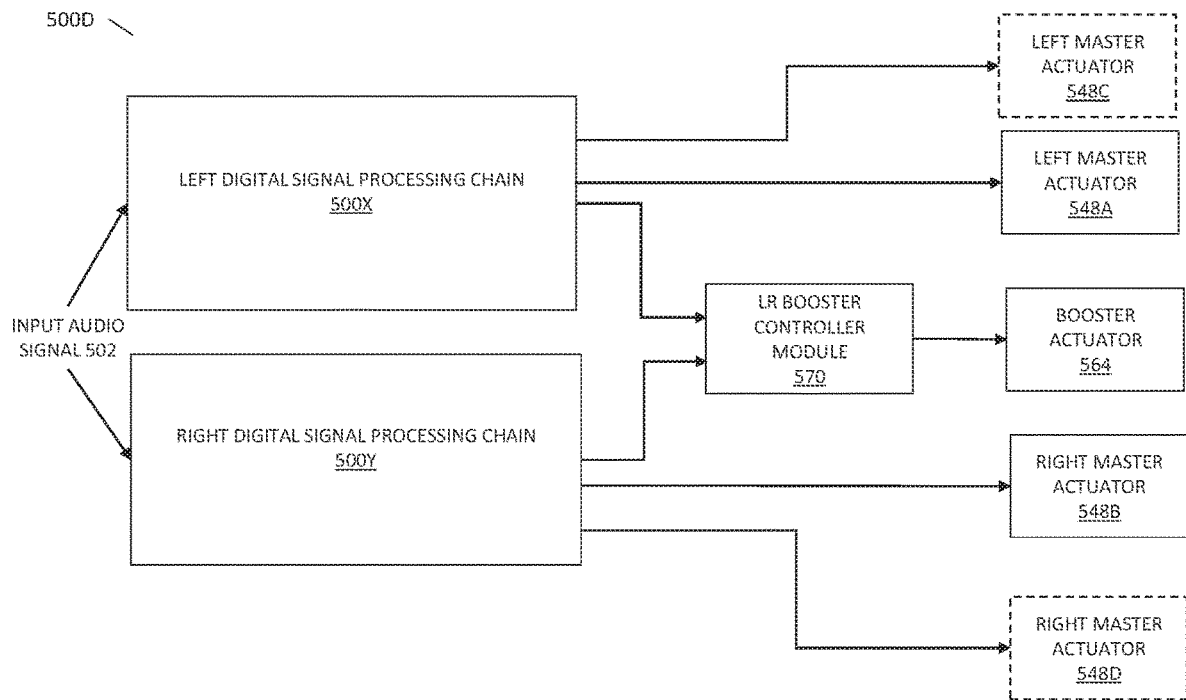 500D
LEFT MASTER
ACTUATOR
548C
LEFT DIGITAL SIGNAL PROCESSING CHAIN
500X
LEFT MASTER
ACTUATOR
548A
INPUT AUDIO
SIGNAL 502
LR BOOSTER
CONTROLLER
MODULE
570
BOOSTER
ACTUATOR
564
RIGHT DIGITAL SIGNAL PROCESSING CHAIN
500Y
RIGHT MASTER
ACTUATOR
548B
RIGHT MASTER
ACTUATOR
548D